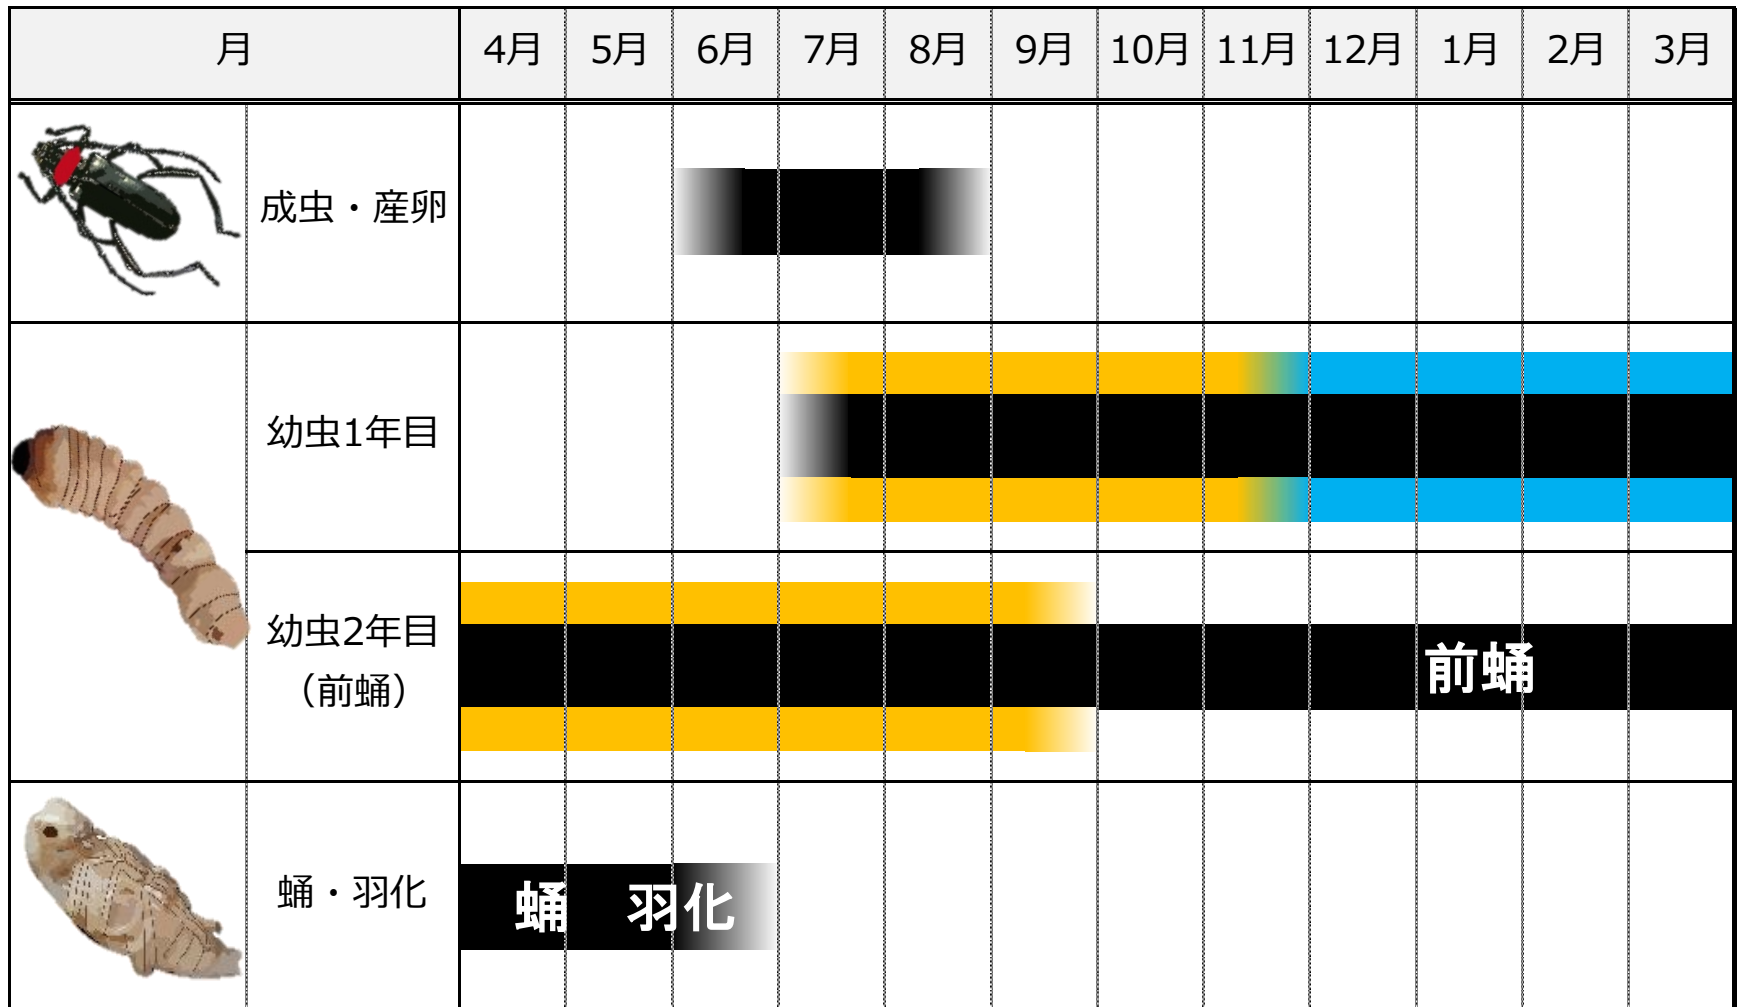 月 4月 5月 6月 7月 8月 9月 10月 11月 12月 1月 2月 3月
成虫・産卵
幼虫1年目
幼虫2年目
（前蛹）
前蛹
蛹・羽化
蛹 羽化